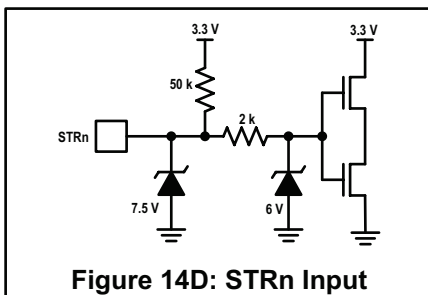 3.3 V
3.3 V
50 k
2 k
STRn
7.5 V
6 V
Figure 14D: STRn Input